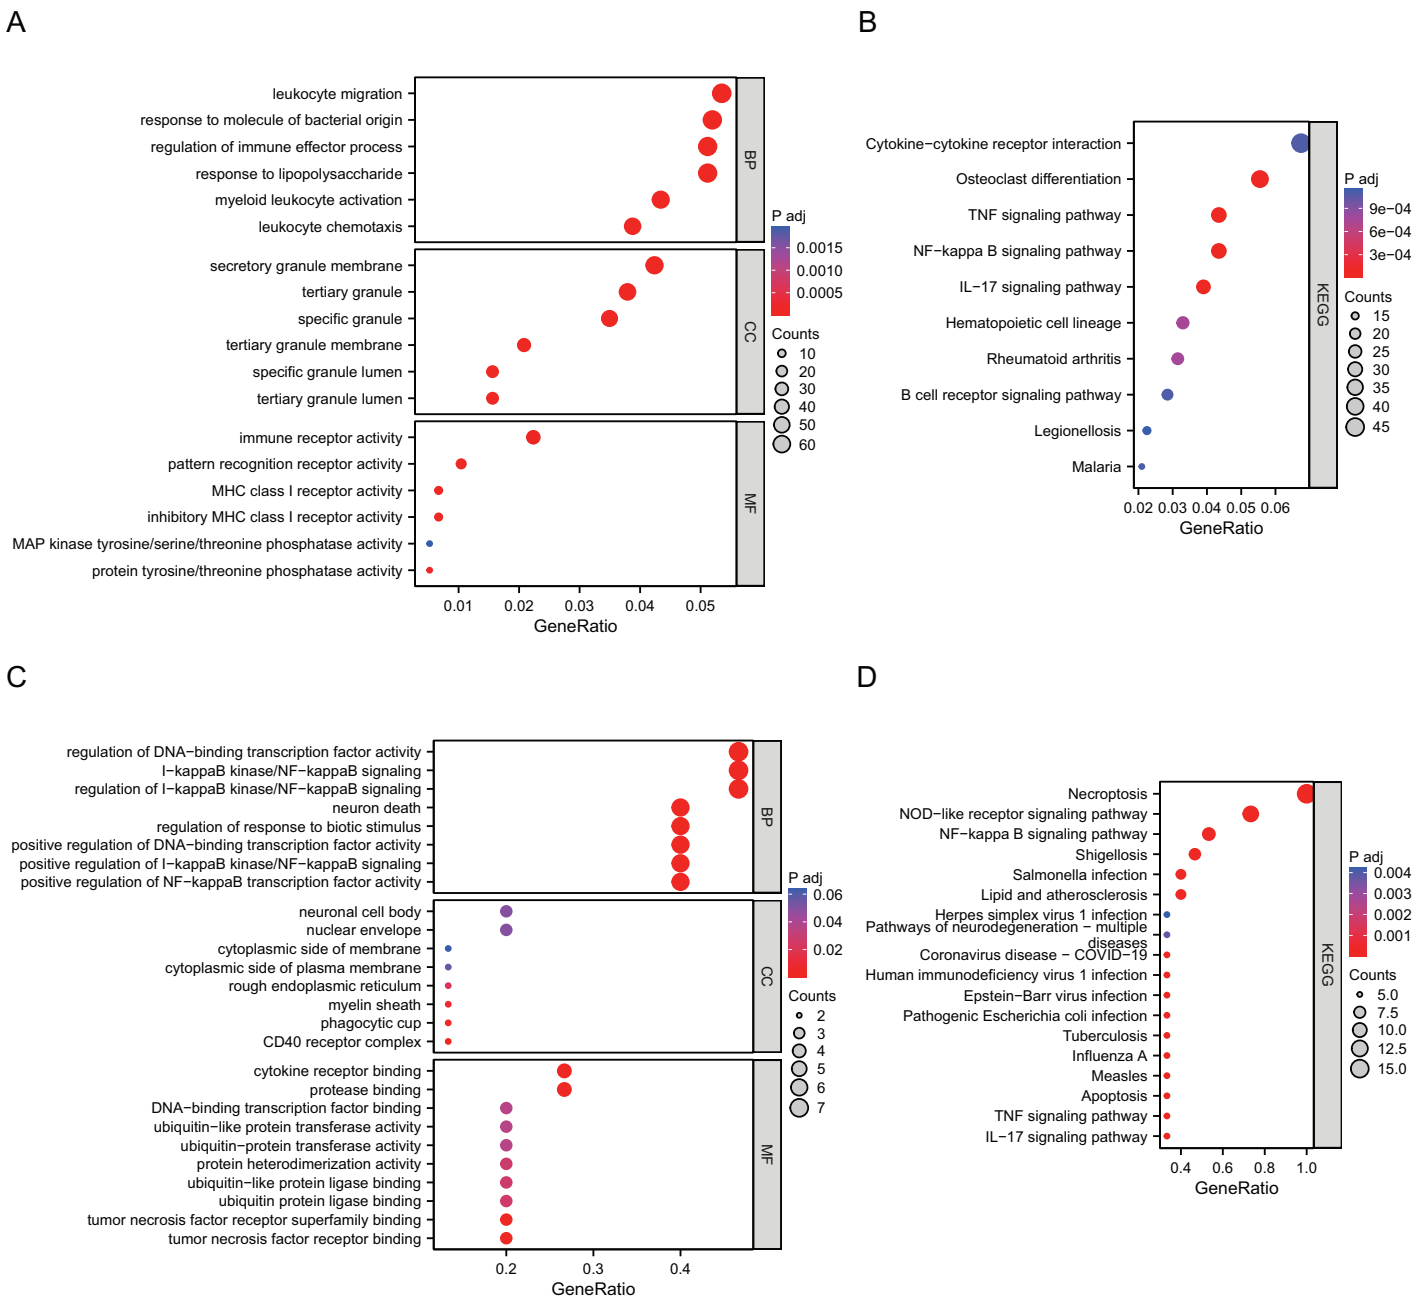 A
leukocyte migration
response to molecule of bacterial origin
regulation of immune effector process
response to lipopolysaccharide
myeloid leukocyte activation
leukocyte chemotaxis
BP
secretory granule membrane
tertiary granule
specific granule
tertiary granule membrane
specific granule lumen
tertiary granule lumen
CC
immune receptor activity
pattern recognition receptor activity
MHC class I receptor activity
inhibitory MHC class I receptor activity
MAP kinase tyrosine/serine/threonine phosphatase activity
protein tyrosine/threonine phosphatase activity
MF
0.01 0.02 0.03 0.04 0.05
GeneRatio
P adj
0.0015
0.0010
0.0005
Counts
10
20
30
40
50
60
B
Cytokine−cytokine receptor interaction
Osteoclast differentiation
TNF signaling pathway
NF−kappa B signaling pathway
IL−17 signaling pathway
Hematopoietic cell lineage
Rheumatoid arthritis
B cell receptor signaling pathway
Legionellosis
Malaria
KEGG
0.02 0.03 0.04 0.05 0.06
GeneRatio
P adj
9e−04
6e−04
3e−04
Counts
15
20
25
30
35
40
45
C
regulation of DNA−binding transcription factor activity
I−kappaB kinase/NF−kappaB signaling
regulation of I−kappaB kinase/NF−kappaB signaling
neuron death
regulation of response to biotic stimulus
positive regulation of DNA−binding transcription factor activity
positive regulation of I−kappaB kinase/NF−kappaB signaling
positive regulation of NF−kappaB transcription factor activity
BP
neuronal cell body
nuclear envelope
cytoplasmic side of membrane
cytoplasmic side of plasma membrane
rough endoplasmic reticulum
myelin sheath
phagocytic cup
CD40 receptor complex
CC
cytokine receptor binding
protease binding
DNA−binding transcription factor binding
ubiquitin−like protein transferase activity
ubiquitin−protein transferase activity
protein heterodimerization activity
ubiquitin−like protein ligase binding
ubiquitin protein ligase binding
tumor necrosis factor receptor superfamily binding
tumor necrosis factor receptor binding
MF
0.2 0.3 0.4
GeneRatio
P adj
0.06
0.04
0.02
Counts
2
3
4
5
6
7
D
Necroptosis
NOD−like receptor signaling pathway
NF−kappa B signaling pathway
Shigellosis
Salmonella infection
Lipid and atherosclerosis
Herpes simplex virus 1 infection
Pathways of neurodegeneration − multiple
diseases
Coronavirus disease − COVID−19
Human immunodeficiency virus 1 infection
Epstein−Barr virus infection
Pathogenic Escherichia coli infection
Tuberculosis
Influenza A
Measles
Apoptosis
TNF signaling pathway
IL−17 signaling pathway
KEGG
0.4 0.6 0.8 1.0
GeneRatio
P adj
0.004
0.003
0.002
0.001
Counts
5.0
7.5
10.0
12.5
15.0